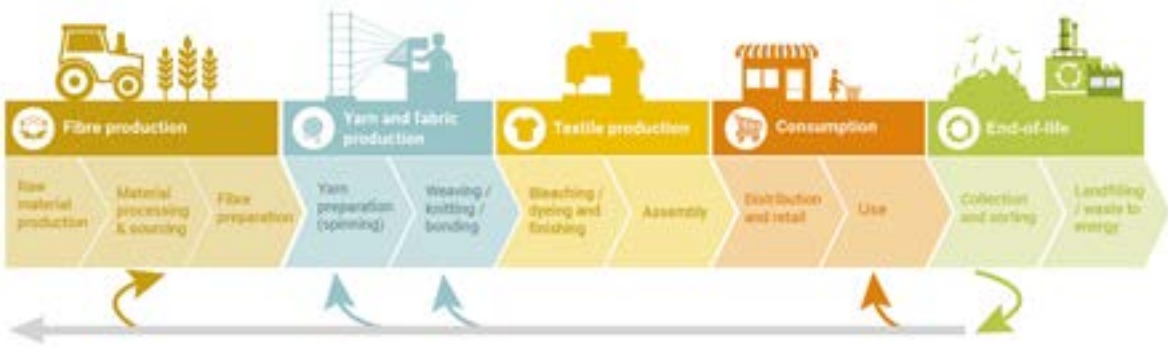 Fibre production
Yarn and fabric
production
Textile production
Consumption
End-of-life
Raw
material
production
Material
processing
& sourcing
Fibre
preparation
Yarn
preparation
(spinning)
Weaving /
knitting /
bonding
Bleaching /
dyeing and
finishing
Assembly
Distribution
and retail
Use
Collection
and sorting
Landfilling
/ waste to
energy